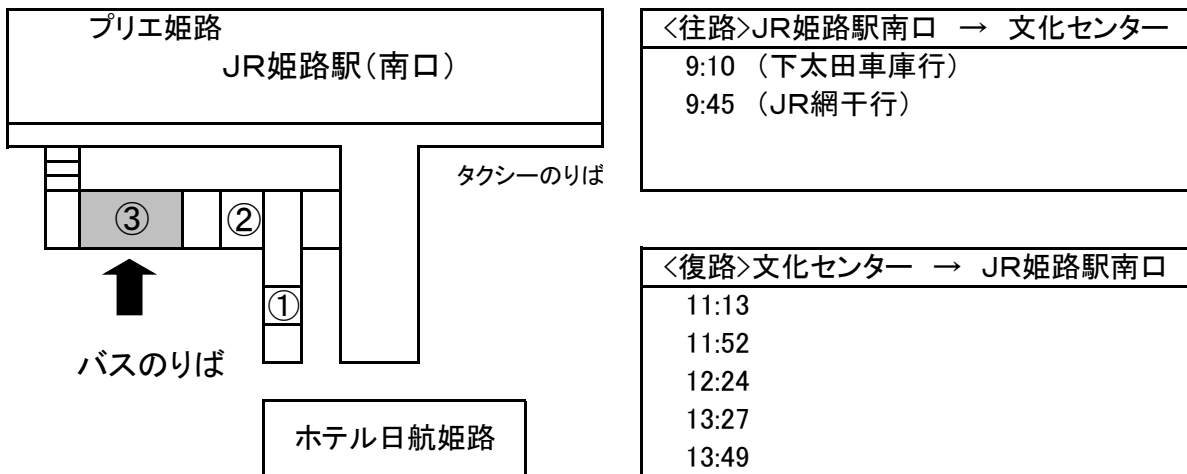 プリエ姫路
JR姫路駅(南口)
タクシーのりば
③
②
①
バスのりば
ホテル日航姫路
<往路>JR姫路駅南口 → 文化センター
9:10 (下太田車庫行)
9:45 (JR網干行)
<復路>文化センター → JR姫路駅南口
11:13
11:52
12:24
13:27
13:49